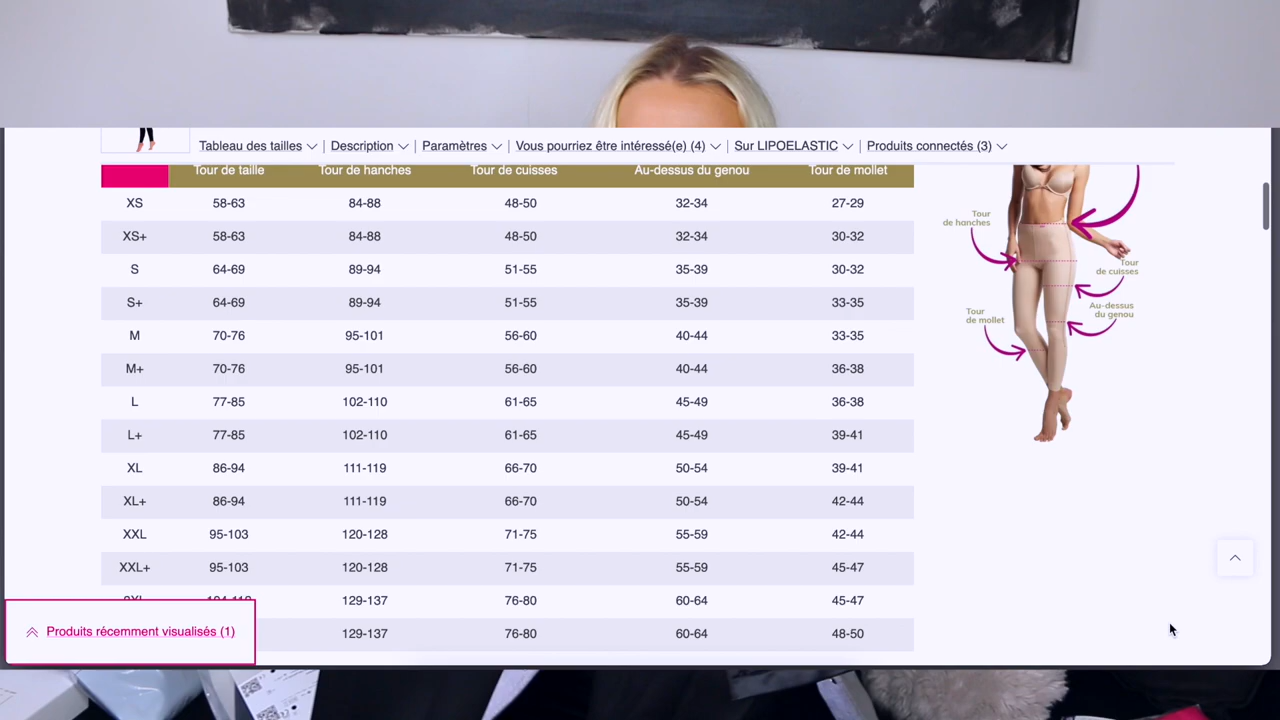 Tableau des tailles | Description | Paramètres | Vous pourriez être intéressé(e) (4) | Sur LIPOELASTIC | Produits connectés (3)
Tour de taille Tour de hanches Tour de cuisses Au-dessus du genou Tour de mollet
XS 58-63 84-88 48-50 32-34 27-29
XS+ 58-63 84-88 48-50 32-34 30-32
S 64-69 89-94 51-55 35-39 30-32
S+ 64-69 89-94 51-55 35-39 33-35
M 70-76 95-101 56-60 40-44 33-35
M+ 70-76 95-101 56-60 40-44 36-38
L 77-85 102-110 61-65 45-49 36-38
L+ 77-85 102-110 61-65 45-49 39-41
XL 86-94 111-119 66-70 50-54 39-41
XL+ 86-94 111-119 66-70 50-54 42-44
XXL 95-103 120-128 71-75 55-59 42-44
XXL+ 95-103 120-128 71-75 55-59 45-47
129-137 76-80 60-64 45-47
129-137 76-80 60-64 48-50
Tour
de hanches
Tour
de cuisses
Au-dessus
du genou
Tour
de mollet
Produits récemment visualisés (1)